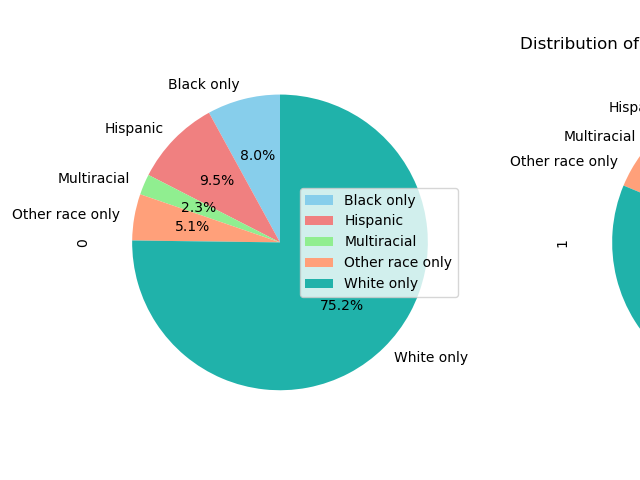 Distribution of
Black only
Hispanic
Multiracial
Other race only
White only
8.0%
9.5%
2.3%
5.1%
75.2%
0
Black only
Hispanic
Multiracial
Other race only
White only
1
Hispa
Multiracial
Other race only